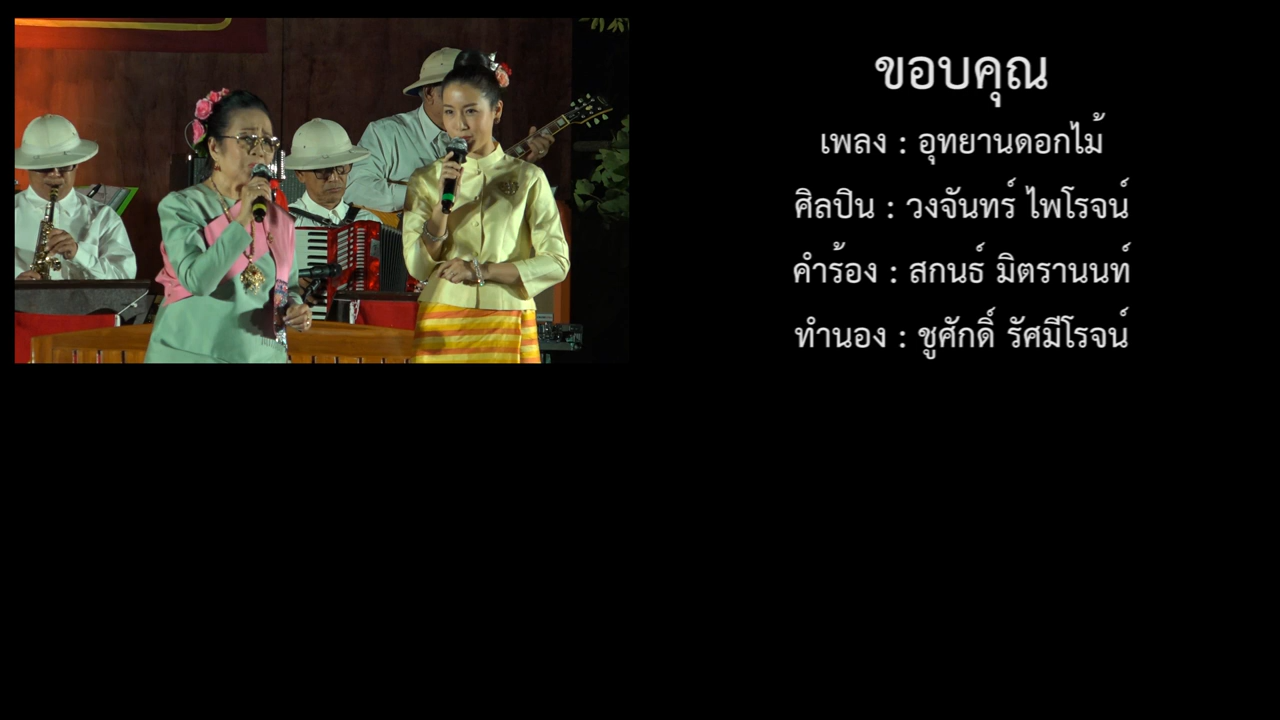 ขอบคุณ
เพลง : อุทยานดอกไม้
ศิลปิน : วงจันทร์ ไพโรจน์
คำร้อง : สกนธ์ มิตรานนท์
ทำนอง : ชูศักดิ์ รัศมีโรจน์